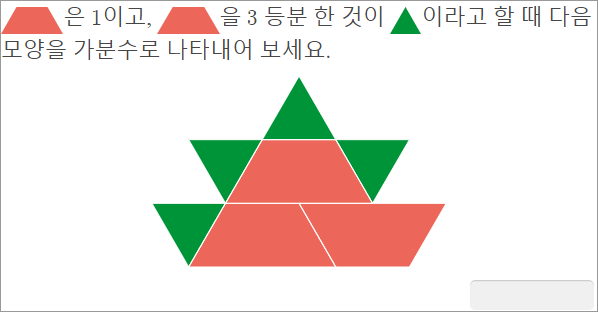 은 1이고, 을 3 등분 한 것이 이라고 할 때 다음
모양을 가분수로 나타내어 보세요.